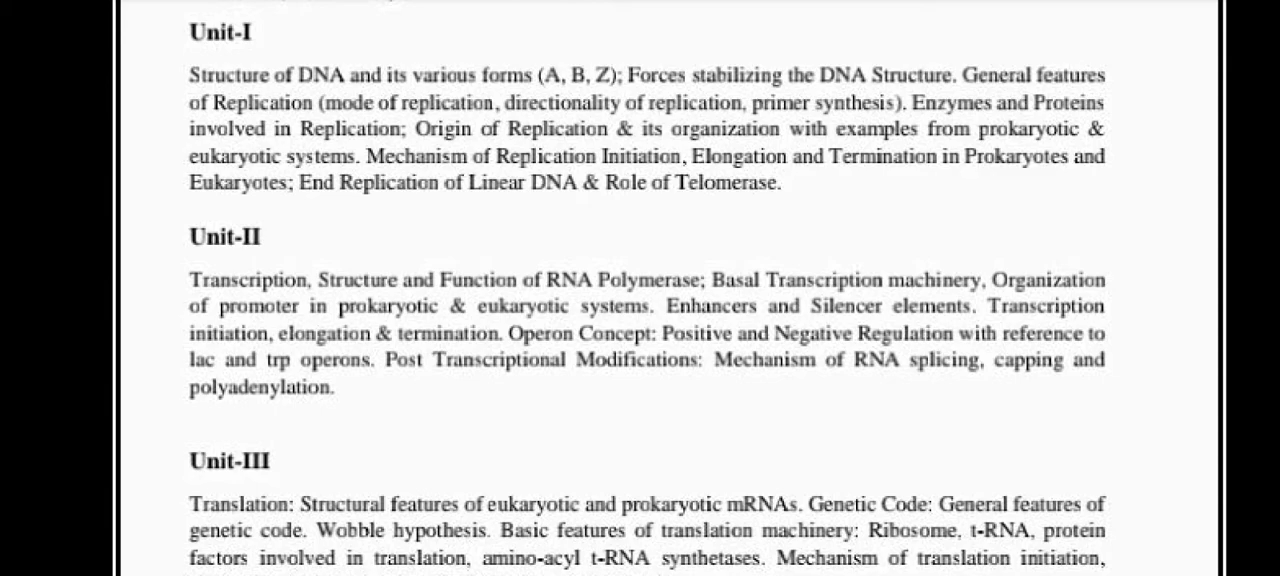 Unit-I
Structure of DNA and its various forms (A, B, Z); Forces stabilizing the DNA Structure. General features
of Replication (mode of replication, directionality of replication, primer synthesis). Enzymes and Proteins
involved in Replication; Origin of Replication & its organization with examples from prokaryotic &
eukaryotic systems. Mechanism of Replication Initiation, Elongation and Termination in Prokaryotes and
Eukaryotes; End Replication of Linear DNA & Role of Telomerase.
Unit-II
Transcription, Structure and Function of RNA Polymerase; Basal Transcription machinery, Organization
of promoter in prokaryotic & eukaryotic systems. Enhancers and Silencer elements. Transcription
initiation, elongation & termination. Operon Concept: Positive and Negative Regulation with reference to
lac and trp operons. Post Transcriptional Modifications: Mechanism of RNA splicing, capping and
polyadenylation.
Unit-III
Translation: Structural features of eukaryotic and prokaryotic mRNAs. Genetic Code: General features of
genetic code. Wobble hypothesis. Basic features of translation machinery: Ribosome, t-RNA, protein
factors involved in translation, amino-acyl t-RNA synthetases. Mechanism of translation initiation,